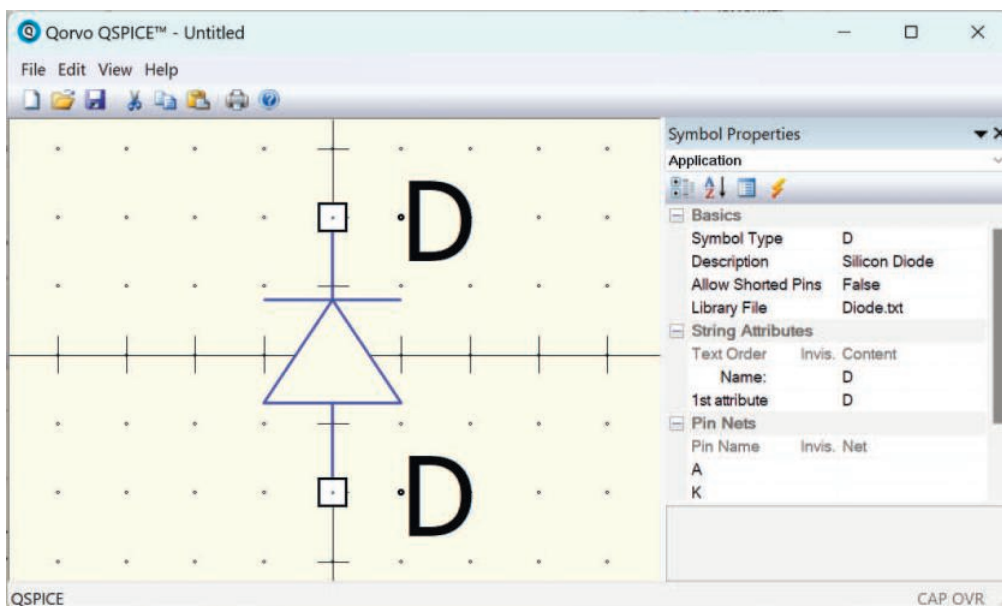 Qorvo QSPICE™ - Untitled
File Edit View Help
D
D
Symbol Properties
Application
Basics
Symbol Type D
Description Silicon Diode
Allow Shorted Pins False
Library File Diode.txt
String Attributes
Text Order Invis. Content
Name: D
1st attribute D
Pin Nets
Pin Name Invis. Net
A
K
QSPICE CAP OVR